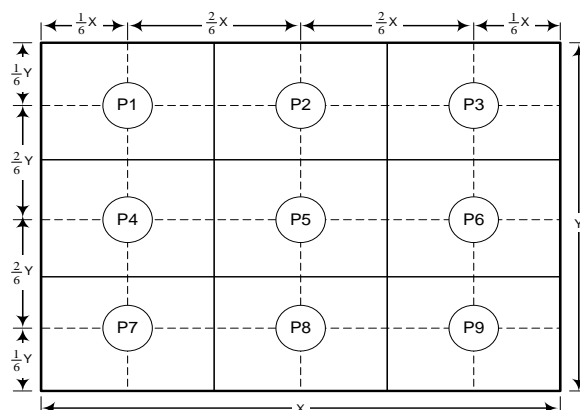 1/6 X 2/6 X 2/6 X 1/6 X
1/6 Y
P1 P2 P3
2/6 Y
P4 P5 P6 Y
2/6 Y
P7 P8 P9
1/6 Y
X